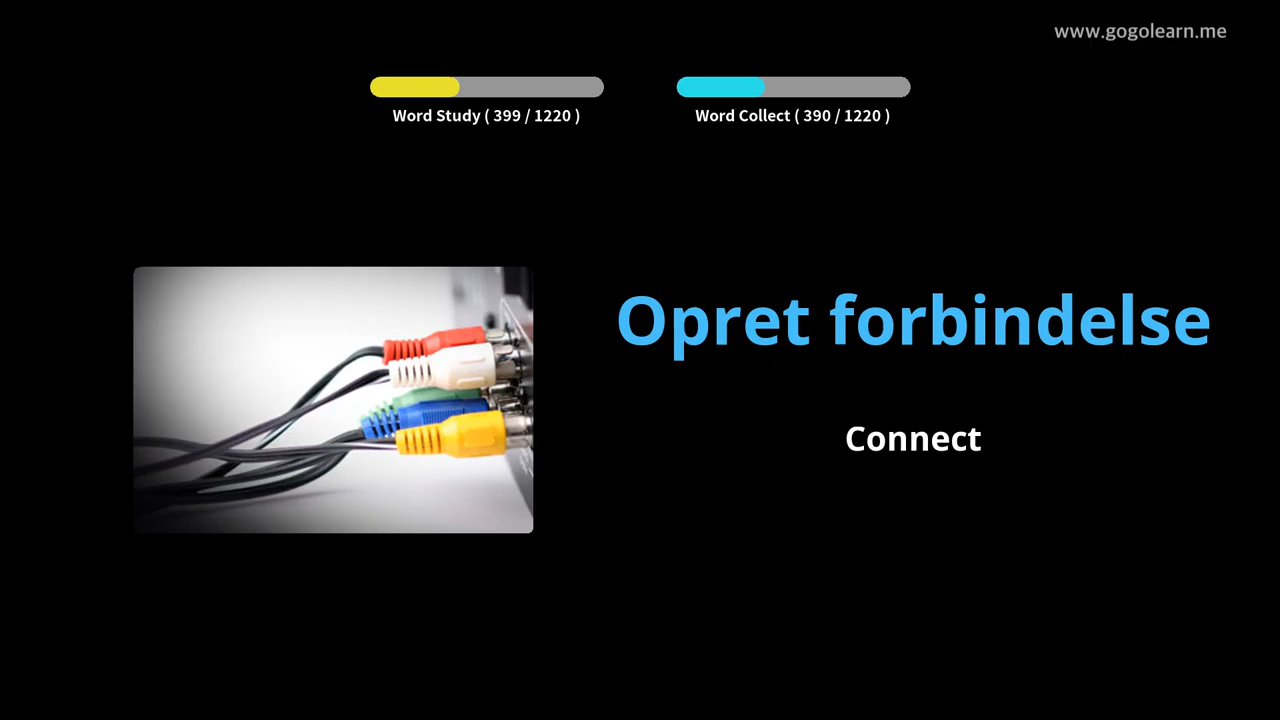 www.gogolearn.me
Word Study ( 399 / 1220 )
Word Collect ( 390 / 1220 )
Opret forbindelse
Connect